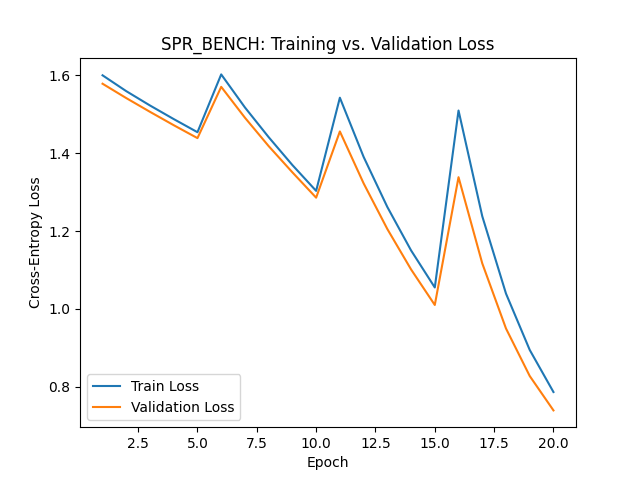 SPR_BENCH: Training vs. Validation Loss
Cross-Entropy Loss
1.6
1.4
1.2
1.0
0.8
Train Loss
Validation Loss
2.5 5.0 7.5 10.0 12.5 15.0 17.5 20.0
Epoch